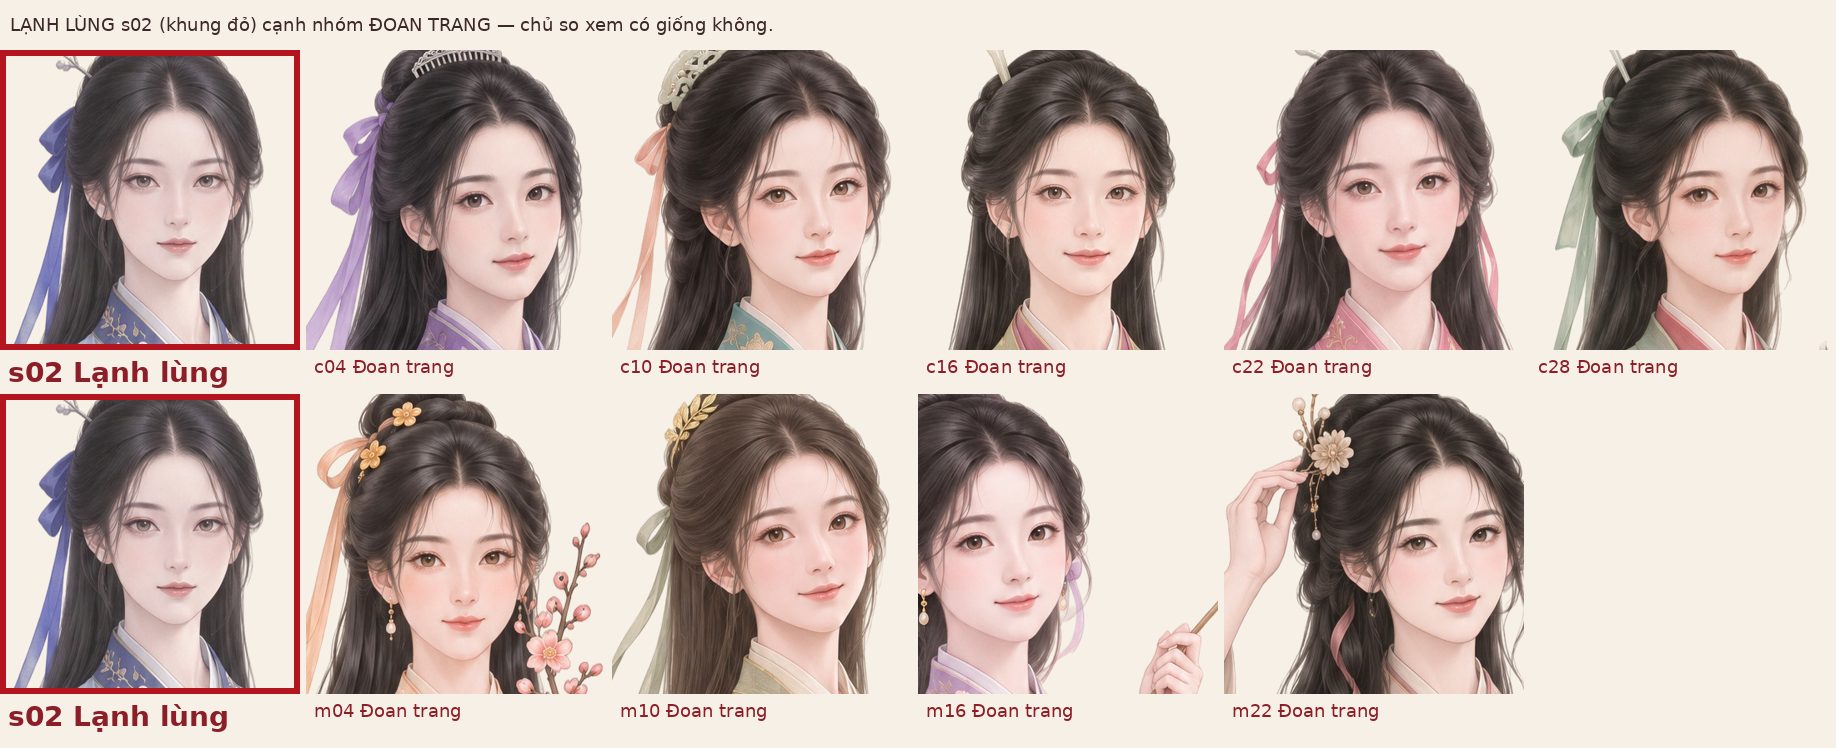 LẠNH LÙNG s02 (khung đỏ) cạnh nhóm ĐOAN TRANG — chủ so xem có giống không.
s02 Lạnh lùng
c04 Đoan trang
c10 Đoan trang
c16 Đoan trang
c22 Đoan trang
c28 Đoan trang
s02 Lạnh lùng
m04 Đoan trang
m10 Đoan trang
m16 Đoan trang
m22 Đoan trang